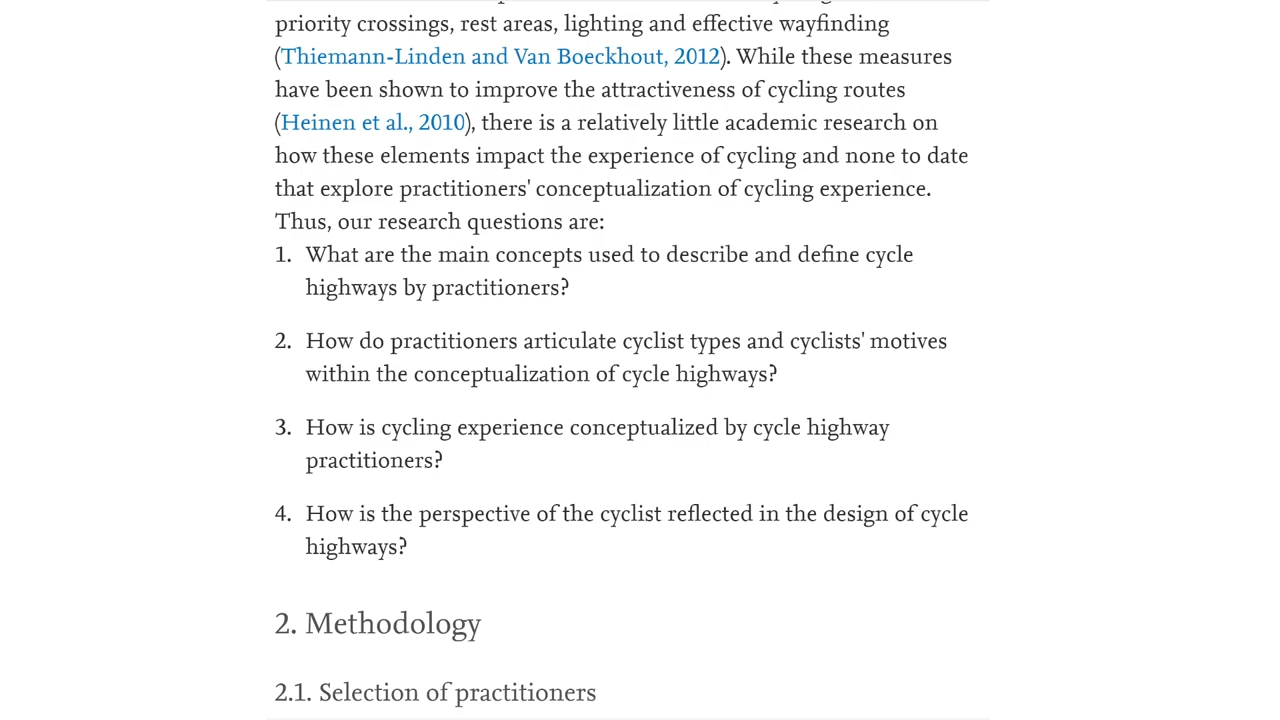 priority crossings, rest areas, lighting and effective wayfinding
(Thiemann-Linden and Van Boeckhout, 2012). While these measures
have been shown to improve the attractiveness of cycling routes
(Heinen et al., 2010), there is a relatively little academic research on
how these elements impact the experience of cycling and none to date
that explore practitioners' conceptualization of cycling experience.
Thus, our research questions are:
1. What are the main concepts used to describe and define cycle
highways by practitioners?
2. How do practitioners articulate cyclist types and cyclists' motives
within the conceptualization of cycle highways?
3. How is cycling experience conceptualized by cycle highway
practitioners?
4. How is the perspective of the cyclist reflected in the design of cycle
highways?
2. Methodology
2.1. Selection of practitioners